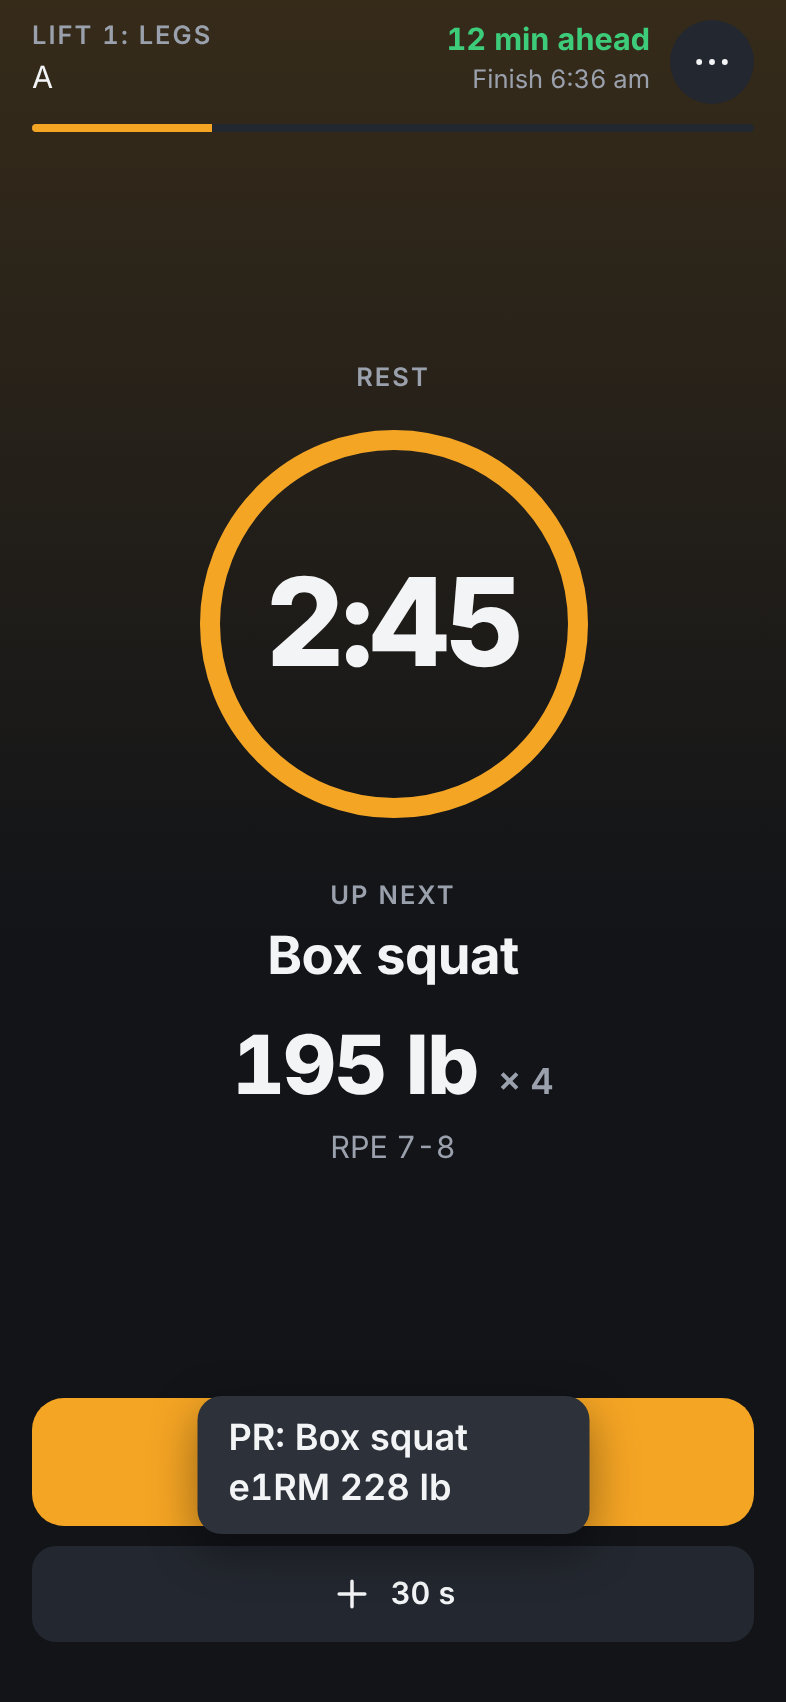 LIFT 1: LEGS
A
12 min ahead
Finish 6:36 am
REST
2:45
UP NEXT
Box squat
195 lb × 4
RPE 7-8
PR: Box squat
e1RM 228 lb
30 s